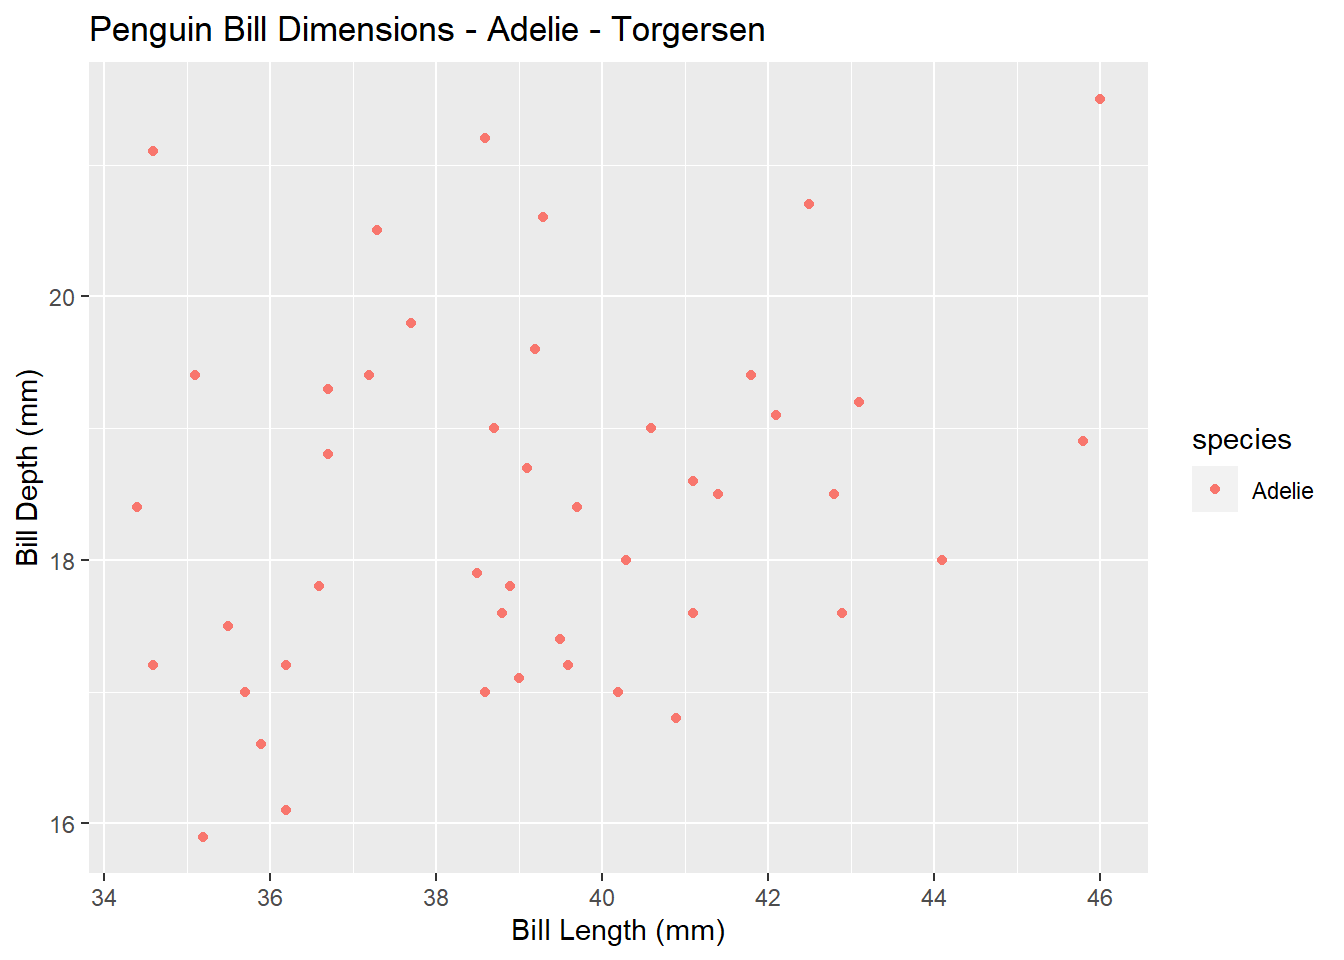 Penguin Bill Dimensions - Adelie - Torgersen
20
18
16
Bill Depth (mm)
34 36 38 40 42 44 46
Bill Length (mm)
species
Adelie